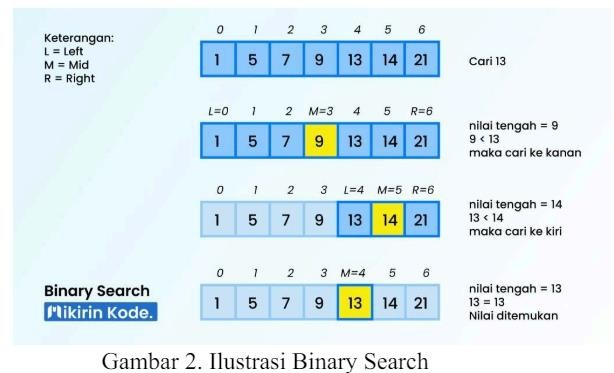 Keterangan:
L = Left
M = Mid
R = Right
0 1 2 3 4 5 6
1 5 7 9 13 14 21
Cari 13
L=0 1 2 M=3 4 5 R=6
1 5 7 9 13 14 21
nilai tengah = 9
9 < 13
maka cari ke kanan
0 1 2 3 L=4 M=5 R=6
1 5 7 9 13 14 21
nilai tengah = 14
13 < 14
maka cari ke kiri
0 1 2 3 M=4 5 6
1 5 7 9 13 14 21
nilai tengah = 13
13 = 13
Nilai ditemukan
Binary Search
Mikirin Kode.
Gambar 2. Ilustrasi Binary Search